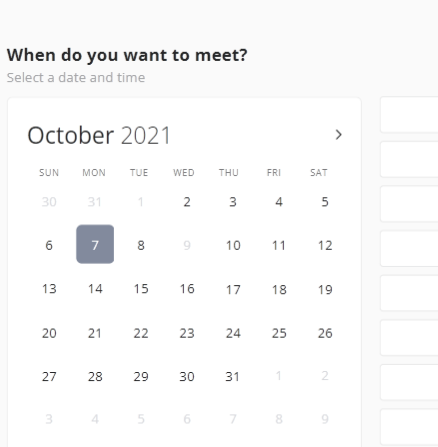 When do you want to meet?
Select a date and time
October 2021
SUN MON TUE WED THU FRI SAT
30 31 1 2 3 4 5
6 7 8 9 10 11 12
13 14 15 16 17 18 19
20 21 22 23 24 25 26
27 28 29 30 31 1 2
3 4 5 6 7 8 9